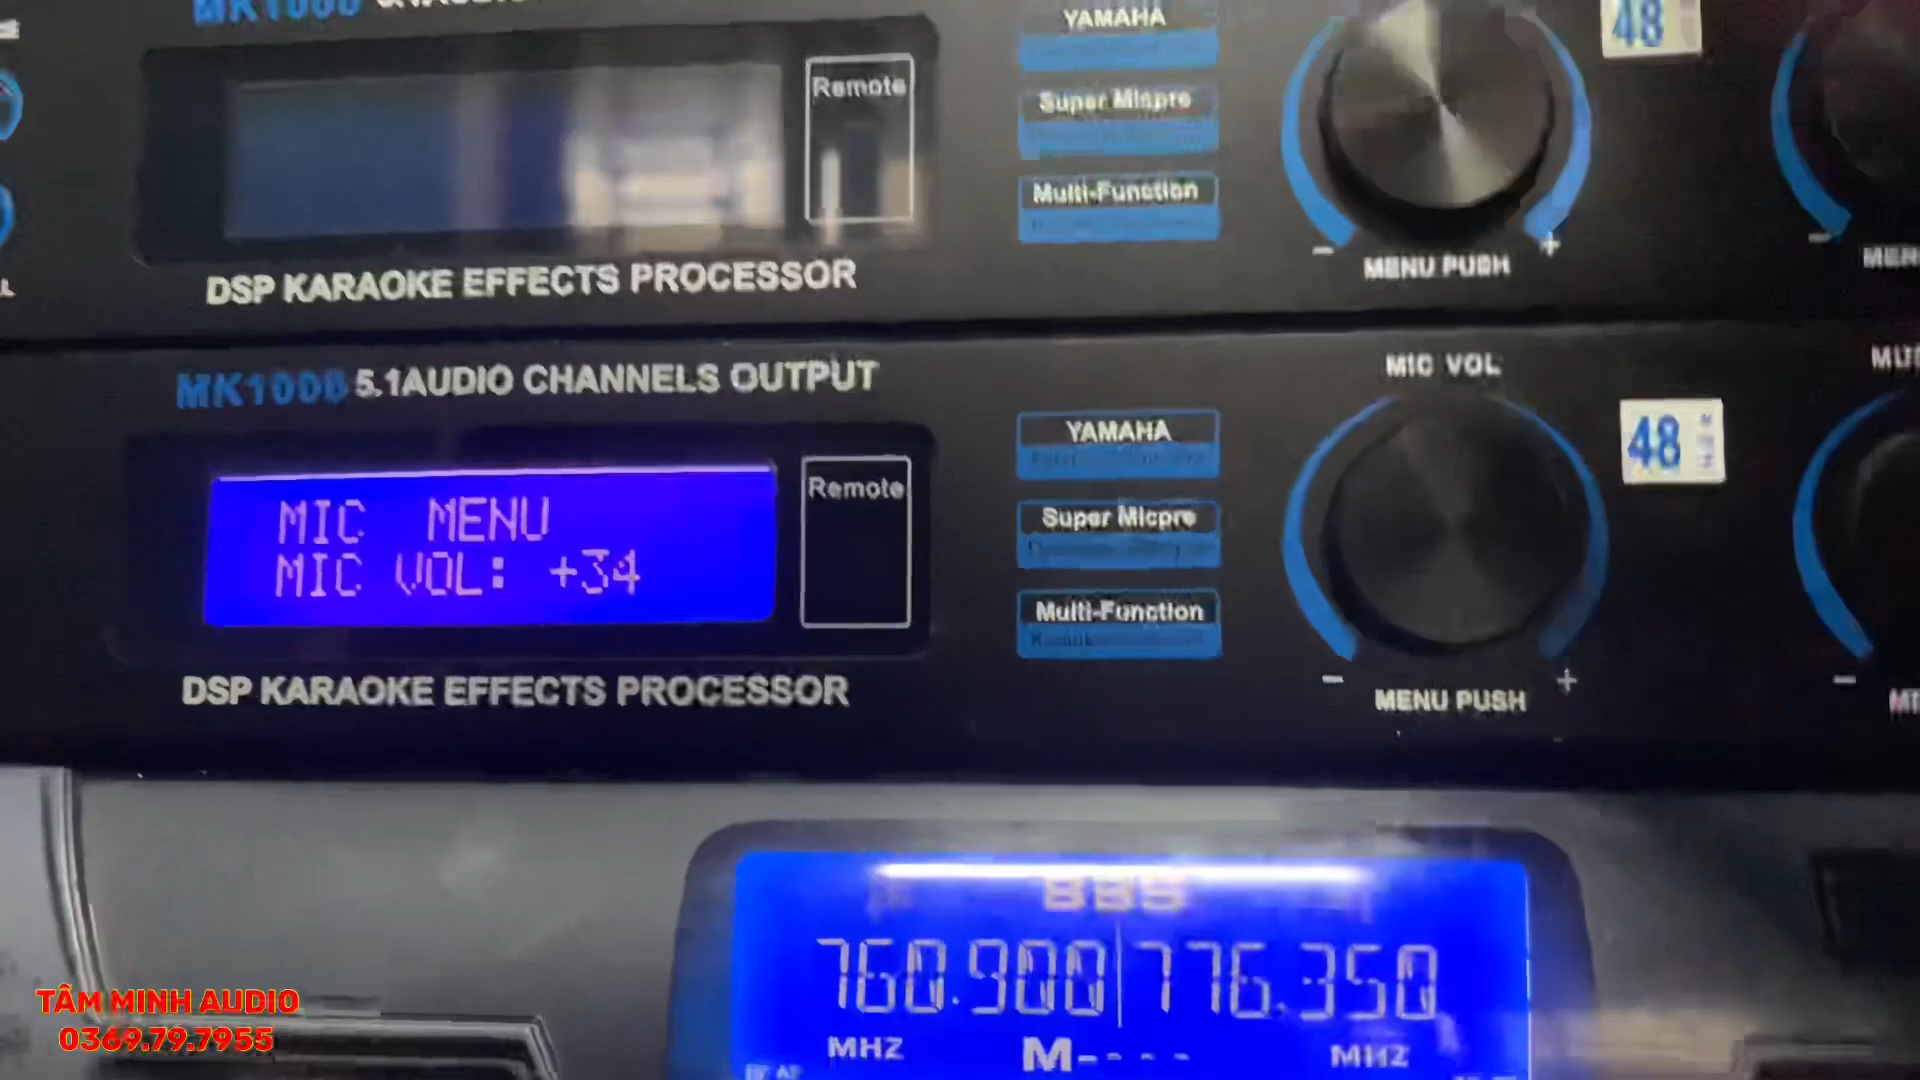 MK1000
YAMAHA
48
Remote
Super Micpre
Multi-Function
- +
MENU PUSH
DSP KARAOKE EFFECTS PROCESSOR
MK1000 5.1AUDIO CHANNELS OUTPUT
MIC VOL
YAMAHA
48
MIC MENU
MIC VOL: +34
Remote
Super Micpre
Multi-Function
- +
MENU PUSH
DSP KARAOKE EFFECTS PROCESSOR
BBS
760.900 776.350
MHZ M---- MHZ
TÂM MINH AUDIO
0369.79.7955